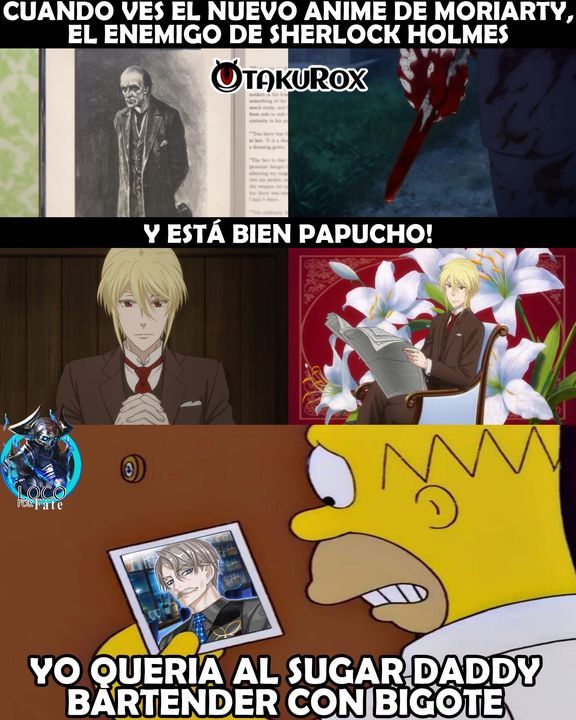 CUANDO VES EL NUEVO ANIME DE MORIARTY,
EL ENEMIGO DE SHERLOCK HOLMES
OTAKUROX
Y ESTÁ BIEN PAPUCHO!
LOCO
FOR Fate
YO QUERIA AL SUGAR DADDY
BARTENDER CON BIGOTE